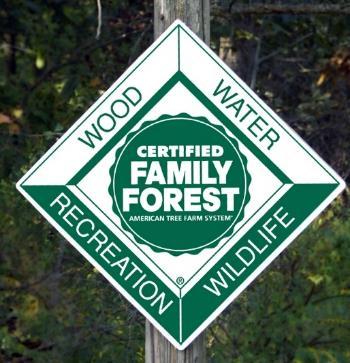 WOOD
WATER
CERTIFIED
FAMILY
FOREST
AMERICAN TREE FARM SYSTEM®
RECREATION
WILDLIFE
®